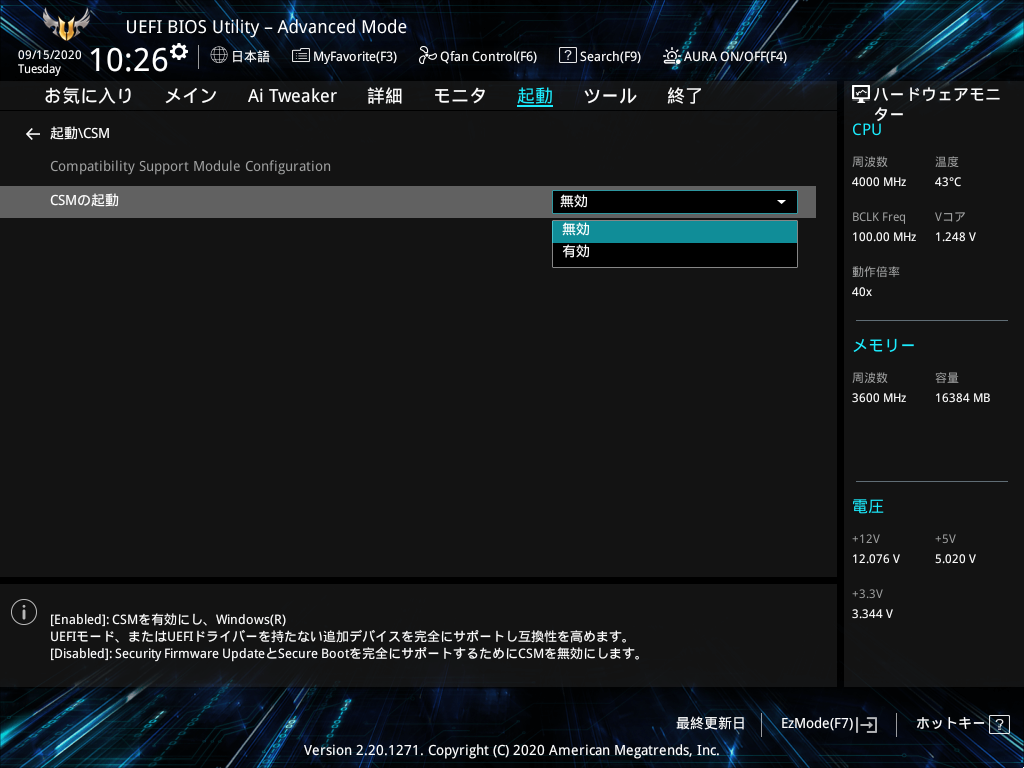 UEFI BIOS Utility – Advanced Mode
09/15/2020
Tuesday
10:26
日本語
MyFavorite(F3)
Qfan Control(F6)
? Search(F9)
AURA ON/OFF(F4)
お気に入り メイン Ai Tweaker 詳細 モニタ 起動 ツール 終了
← 起動\CSM
Compatibility Support Module Configuration
CSMの起動
無効
無効
有効
ハードウェアモニ
ター
CPU
周波数 温度
4000 MHz 43°C
BCLK Freq Vコア
100.00 MHz 1.248 V
動作倍率
40x
メモリー
周波数 容量
3600 MHz 16384 MB
電圧
+12V +5V
12.076 V 5.020 V
+3.3V
3.344 V
[Enabled]: CSMを有効にし、Windows(R)
UEFIモード、またはUEFIドライバーを持たない追加デバイスを完全にサポートし互換性を高めます。
[Disabled]: Security Firmware UpdateとSecure Bootを完全にサポートするためにCSMを無効にします。
最終更新日
EzMode(F7)
ホットキー ?
Version 2.20.1271. Copyright (C) 2020 American Megatrends, Inc.